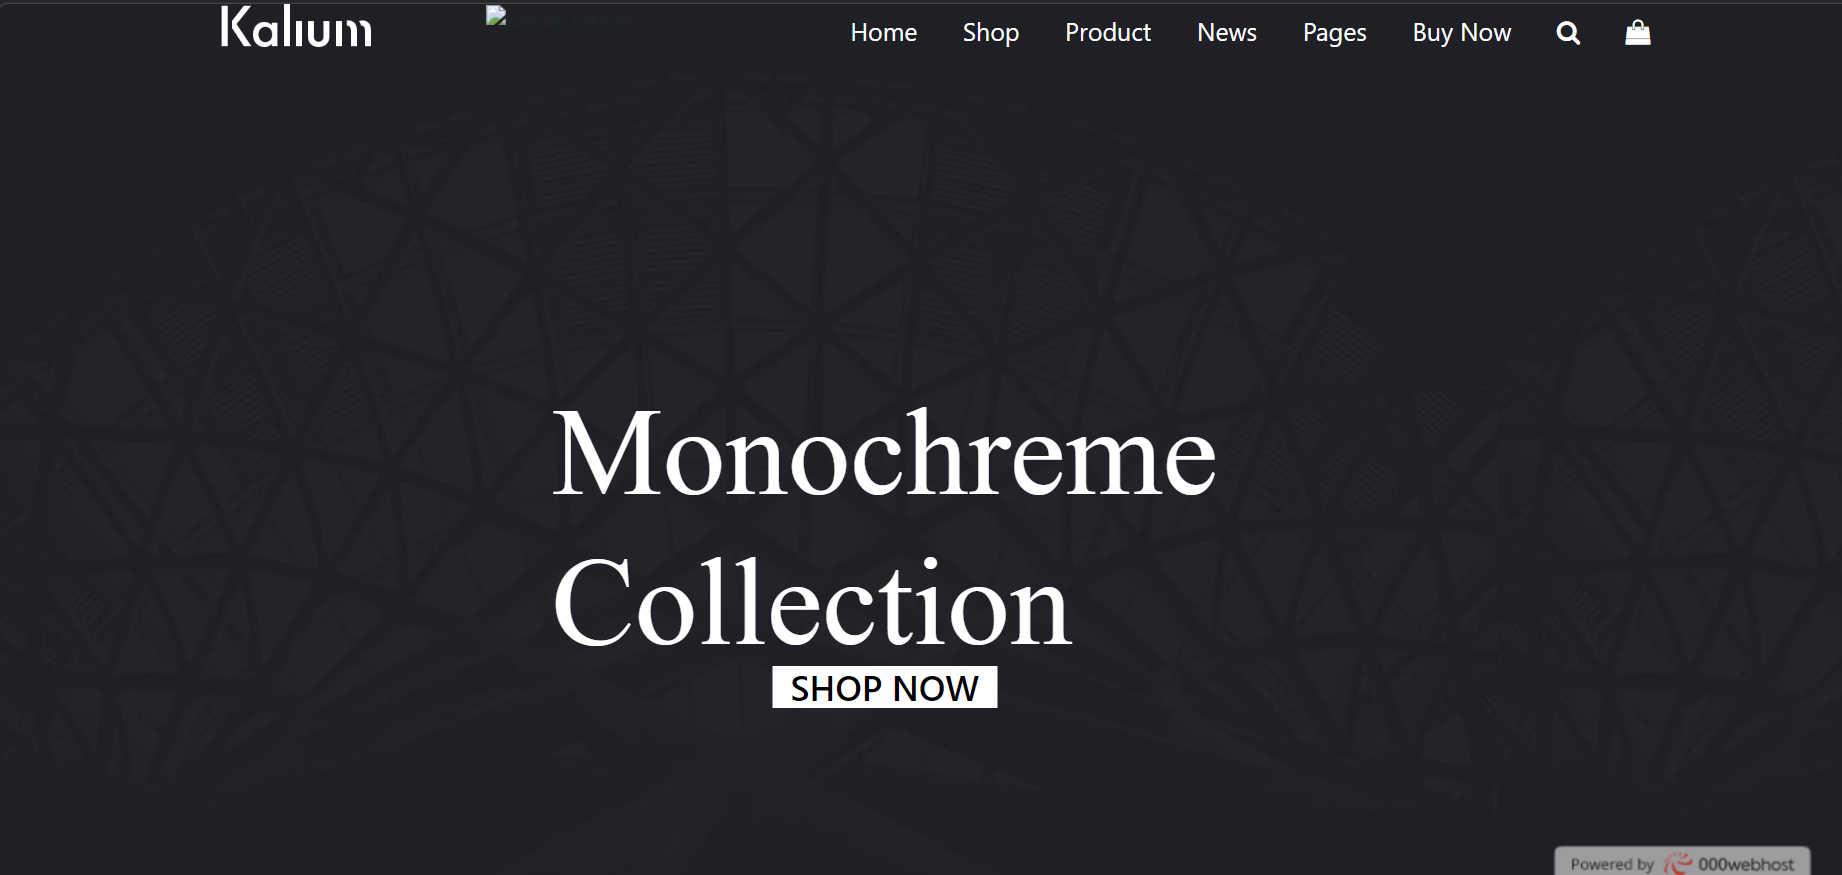 Kalium
Kalium Fashion
Home Shop Product News Pages Buy Now
Monochreme
Collection
SHOP NOW
Powered by 000webhost